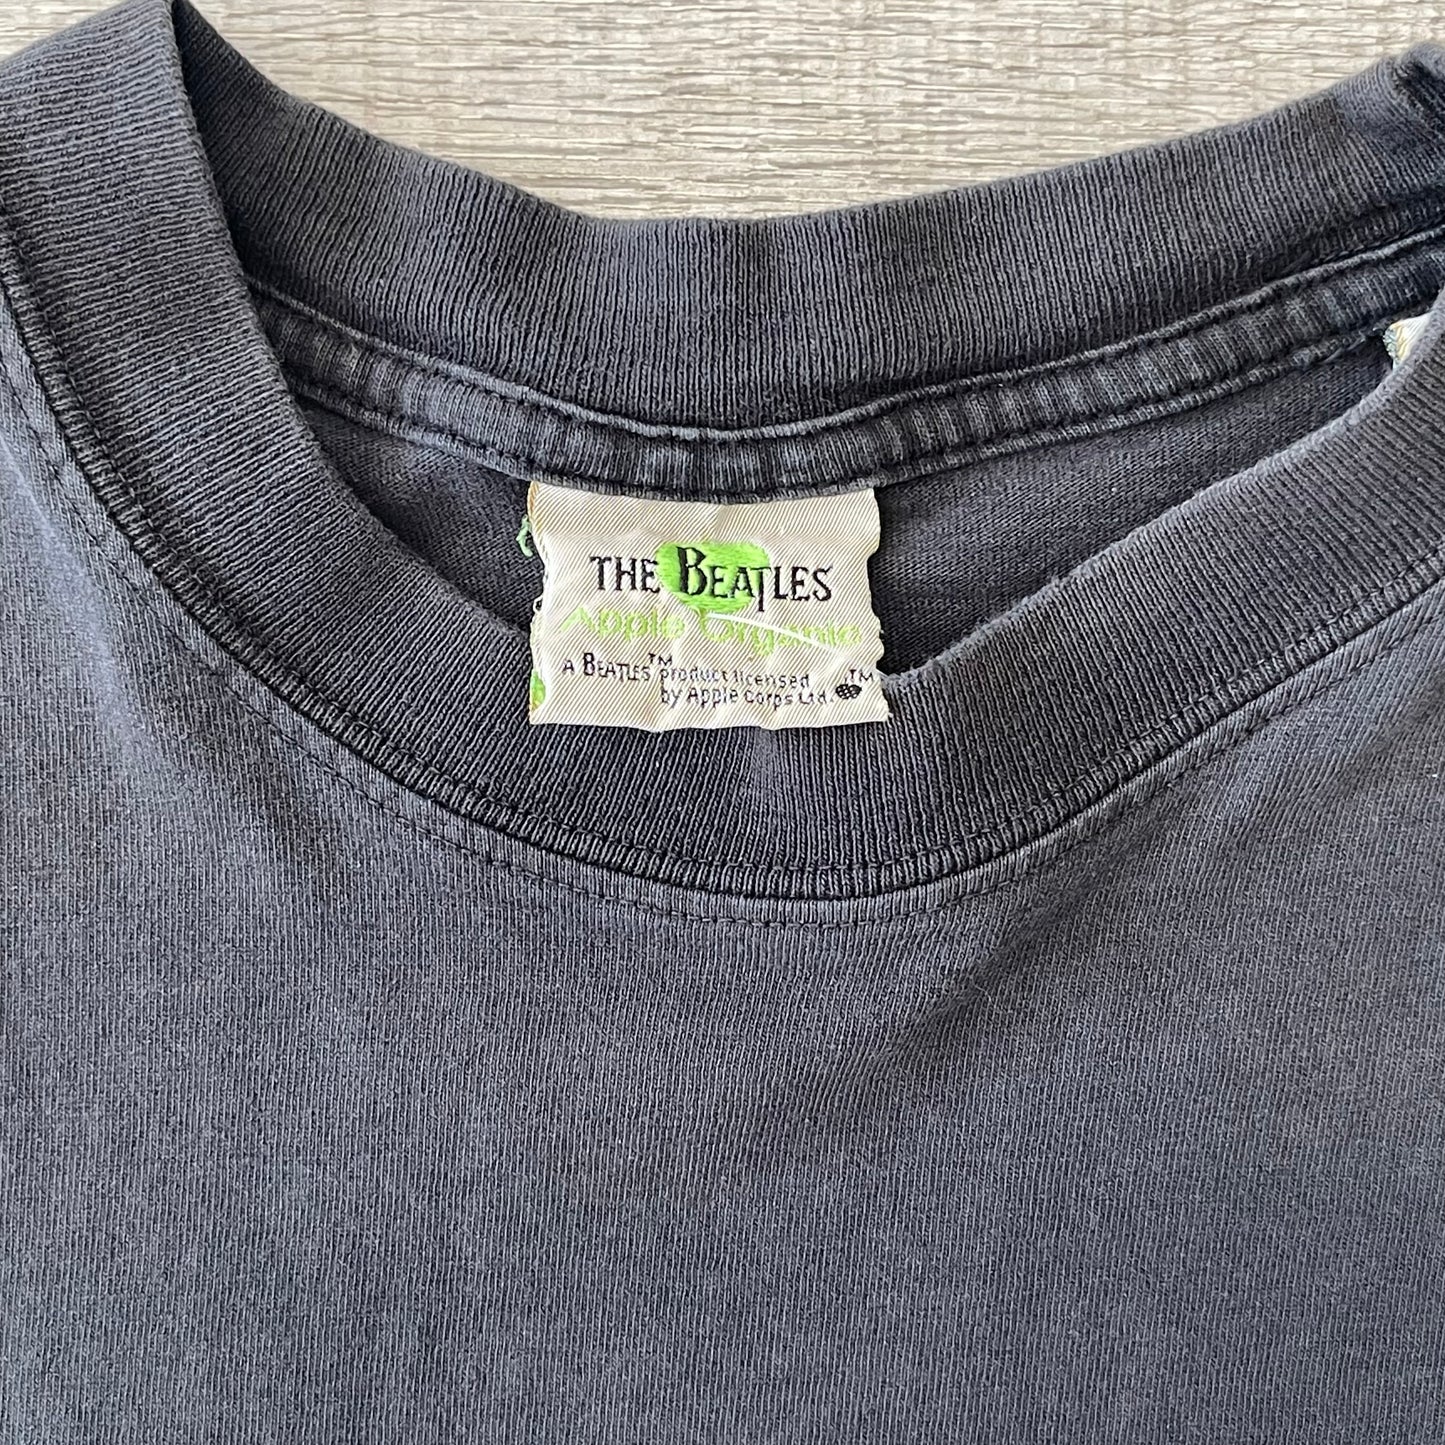 THE BEATLES
Apple Organic
A BEATLES™ product licensed
by Apple Corps Ltd. ™